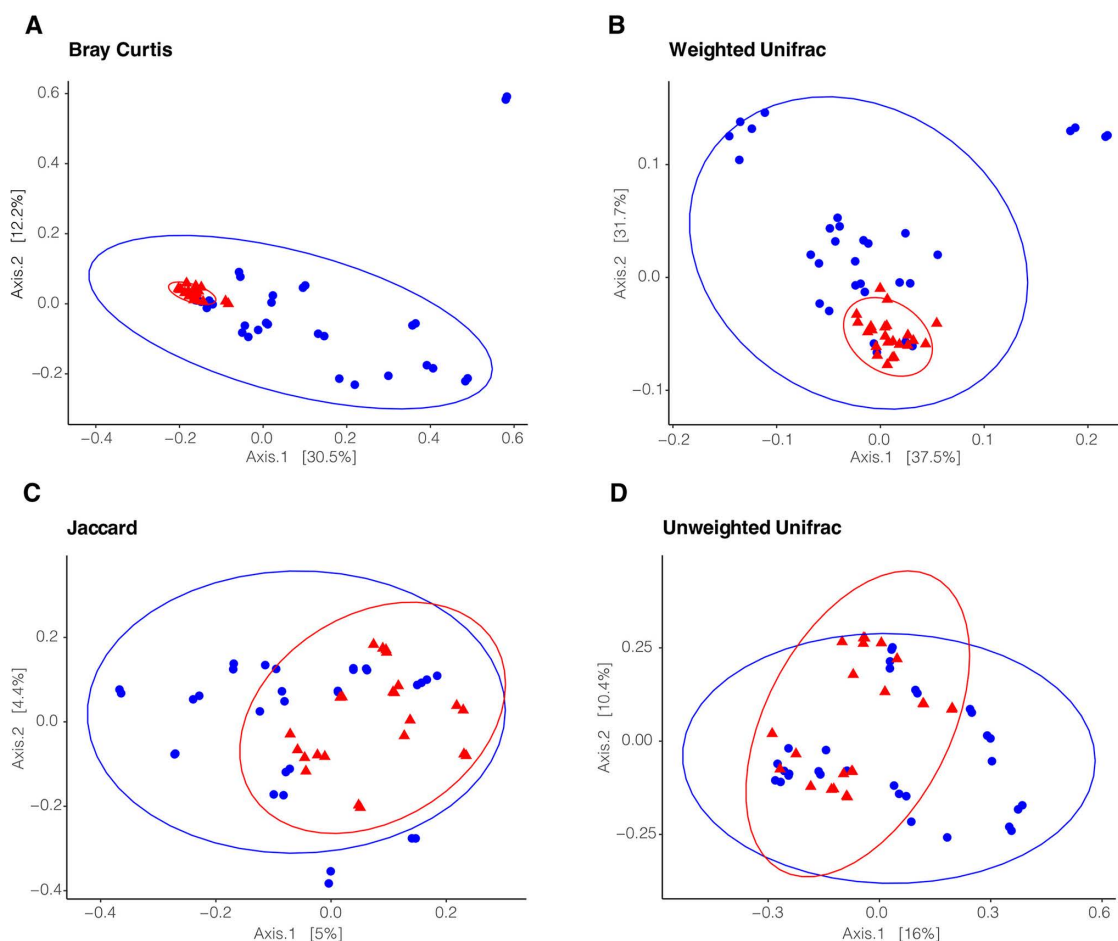 A
Bray Curtis
0.6
0.4
0.2
0.0
−0.2
Axis.2 [12.2%]
−0.4 −0.2 0.0 0.2 0.4 0.6
Axis.1 [30.5%]
B
Weighted Unifrac
0.1
0.0
−0.1
Axis.2 [31.7%]
−0.2 −0.1 0.0 0.1 0.2
Axis.1 [37.5%]
C
Jaccard
0.2
0.0
−0.2
−0.4
Axis.2 [4.4%]
−0.4 −0.2 0.0 0.2
Axis.1 [5%]
D
Unweighted Unifrac
0.25
0.00
−0.25
Axis.2 [10.4%]
−0.3 0.0 0.3 0.6
Axis.1 [16%]